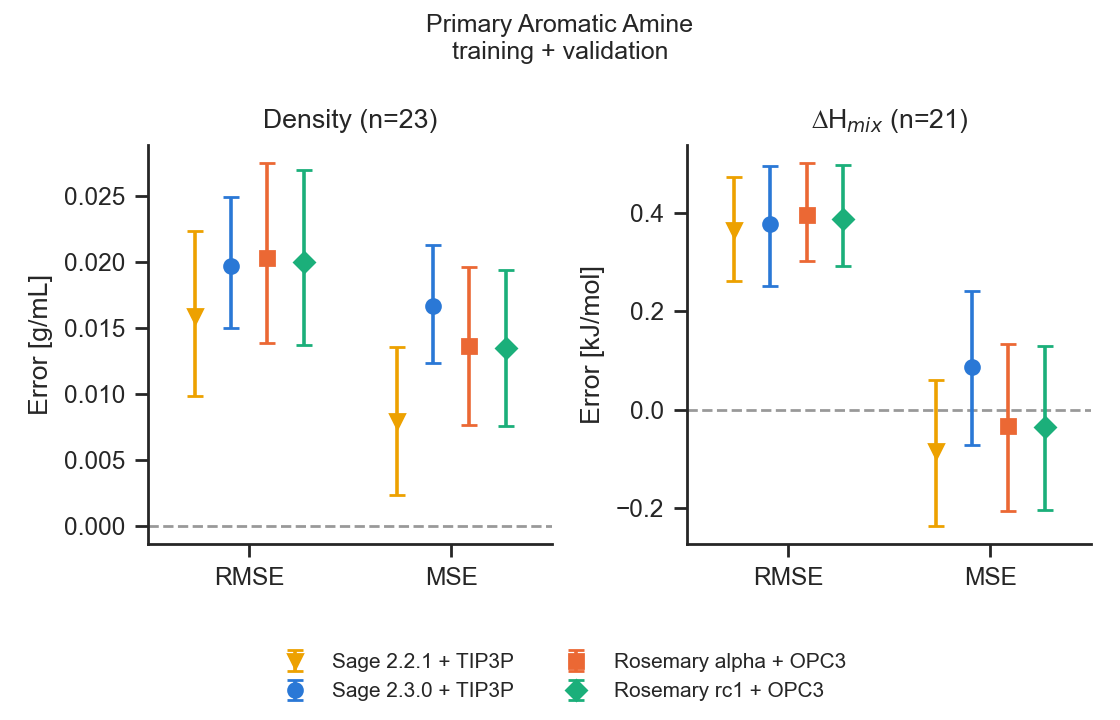 Primary Aromatic Amine
training + validation
Density (n=23)
ΔH_mix (n=21)
Error [g/mL]
0.025
0.020
0.015
0.010
0.005
0.000
RMSE
MSE
Error [kJ/mol]
0.4
0.2
0.0
−0.2
RMSE
MSE
Sage 2.2.1 + TIP3P
Sage 2.3.0 + TIP3P
Rosemary alpha + OPC3
Rosemary rc1 + OPC3